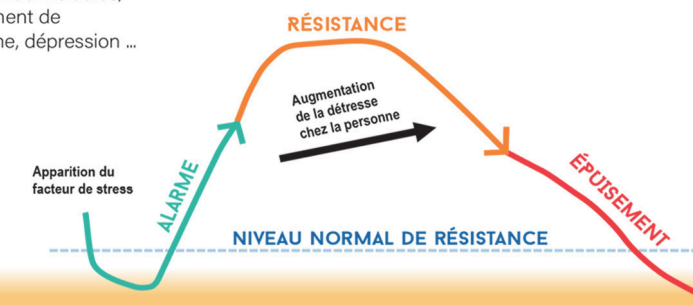 ment de
ne, dépression ...
RÉSISTANCE
Augmentation
de la détresse
chez la personne
Apparition du
facteur de stress
ALARME
ÉPUISEMENT
NIVEAU NORMAL DE RÉSISTANCE